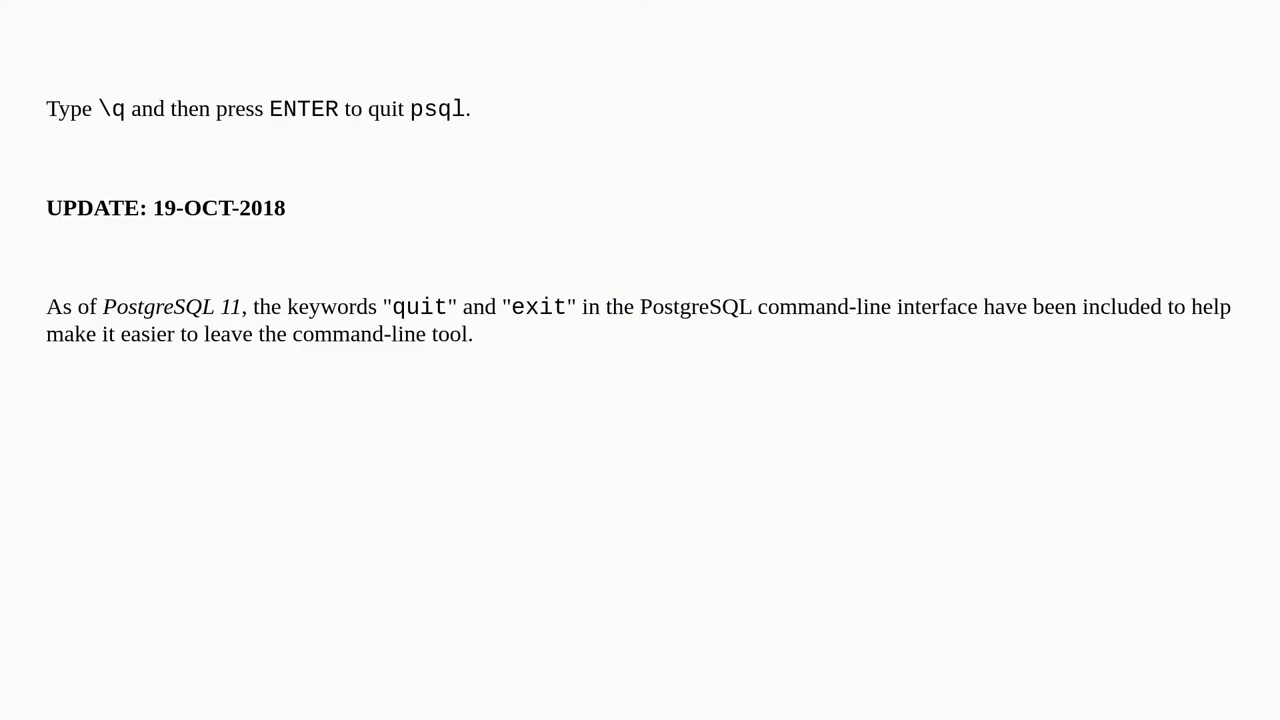 Type \q and then press ENTER to quit psql.
UPDATE: 19-OCT-2018
As of PostgreSQL 11, the keywords "quit" and "exit" in the PostgreSQL command-line interface have been included to help
make it easier to leave the command-line tool.